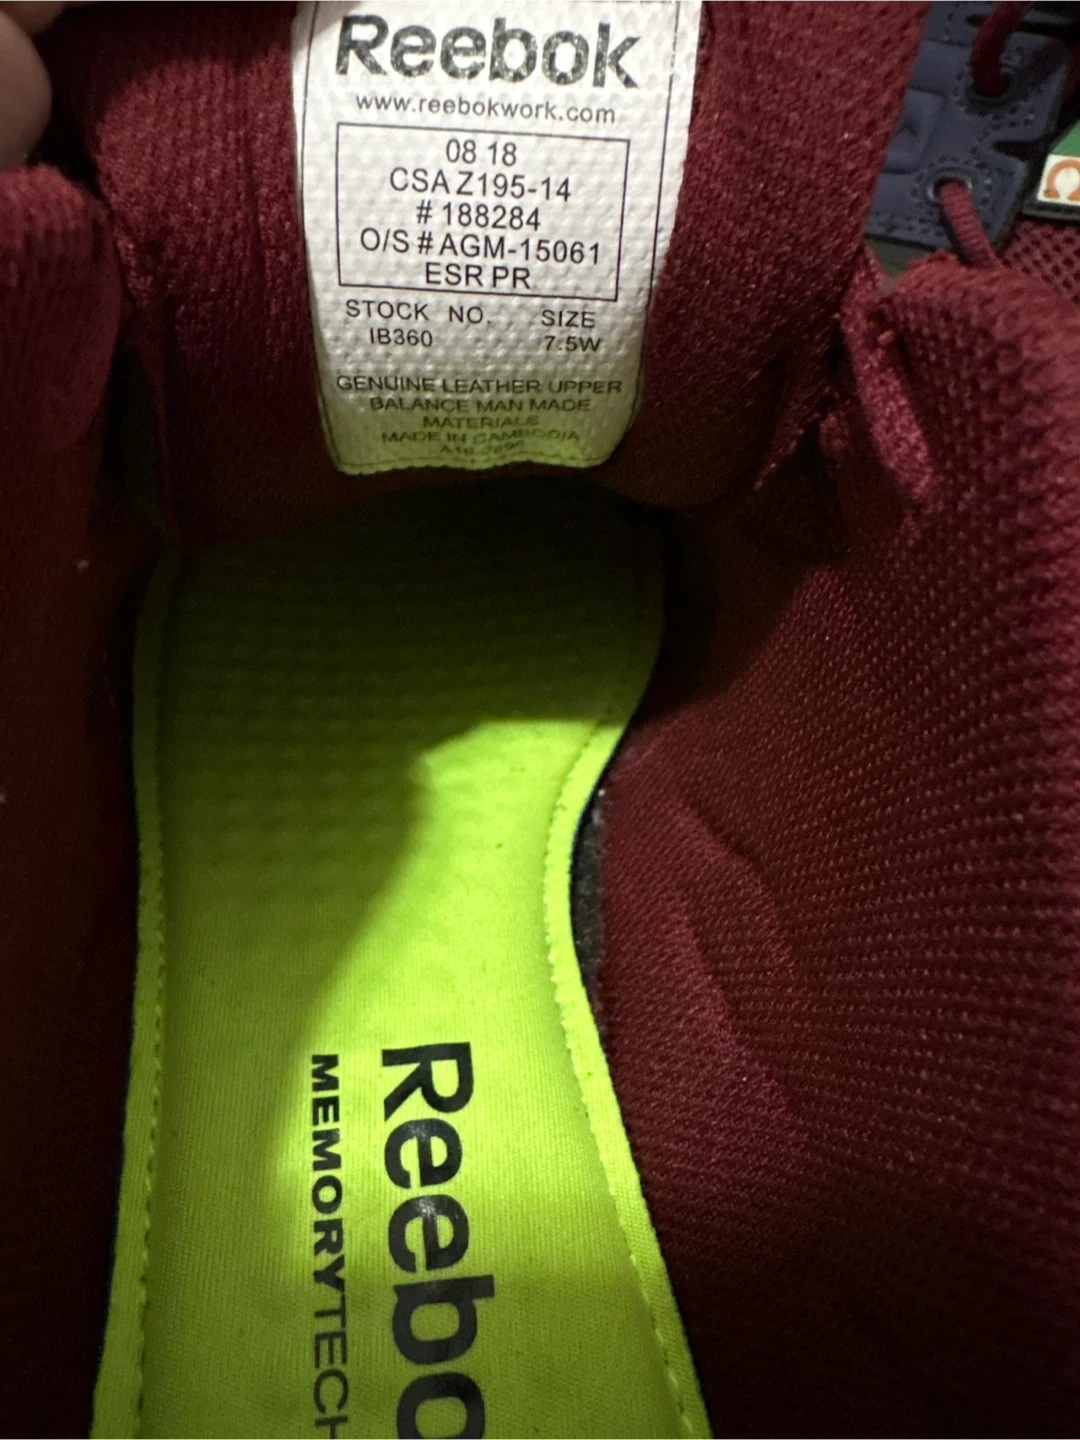 Reebok
www.reebokwork.com
08 18
CSA Z195-14
# 188284
O/S # AGM-15061
ESR PR
STOCK NO. SIZE
IB360 7.5W
GENUINE LEATHER UPPER
BALANCE MAN MADE
MATERIALS
MADE IN CAMBODIA
Reebo
MEMORYTECH
Ω